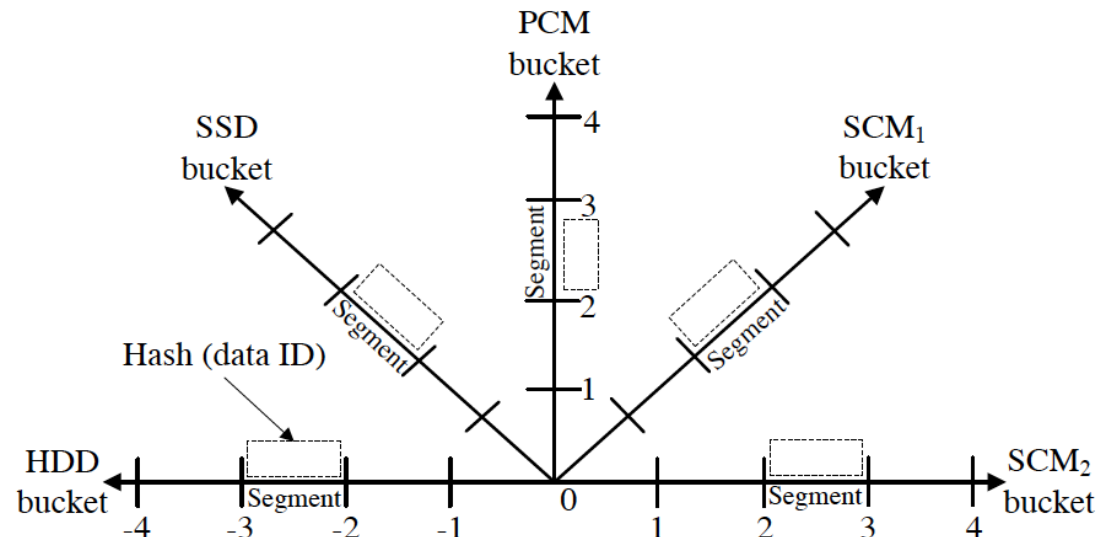 PCM
bucket
SSD
bucket
SCM₁
bucket
4
3
Segment
2
Segment
Segment
1
Hash (data ID)
HDD
bucket
SCM₂
bucket
Segment
0
Segment
-4
-3
-2
-1
1
2
3
4